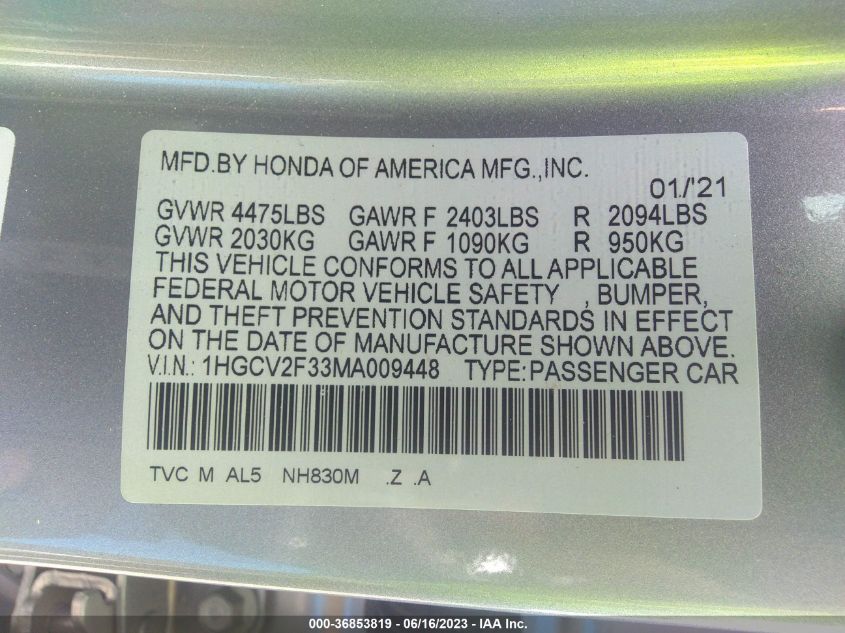 MFD.BY HONDA OF AMERICA MFG.,INC.
01/'21
GVWR 4475LBS GAWR F 2403LBS R 2094LBS
GVWR 2030KG GAWR F 1090KG R 950KG
THIS VEHICLE CONFORMS TO ALL APPLICABLE
FEDERAL MOTOR VEHICLE SAFETY , BUMPER,
AND THEFT PREVENTION STANDARDS IN EFFECT
ON THE DATE OF MANUFACTURE SHOWN ABOVE.
V.I.N.: 1HGCV2F33MA009448 TYPE: PASSENGER CAR
TVC M AL5 NH830M .Z .A
000-36853819 - 06/16/2023 - IAA Inc.